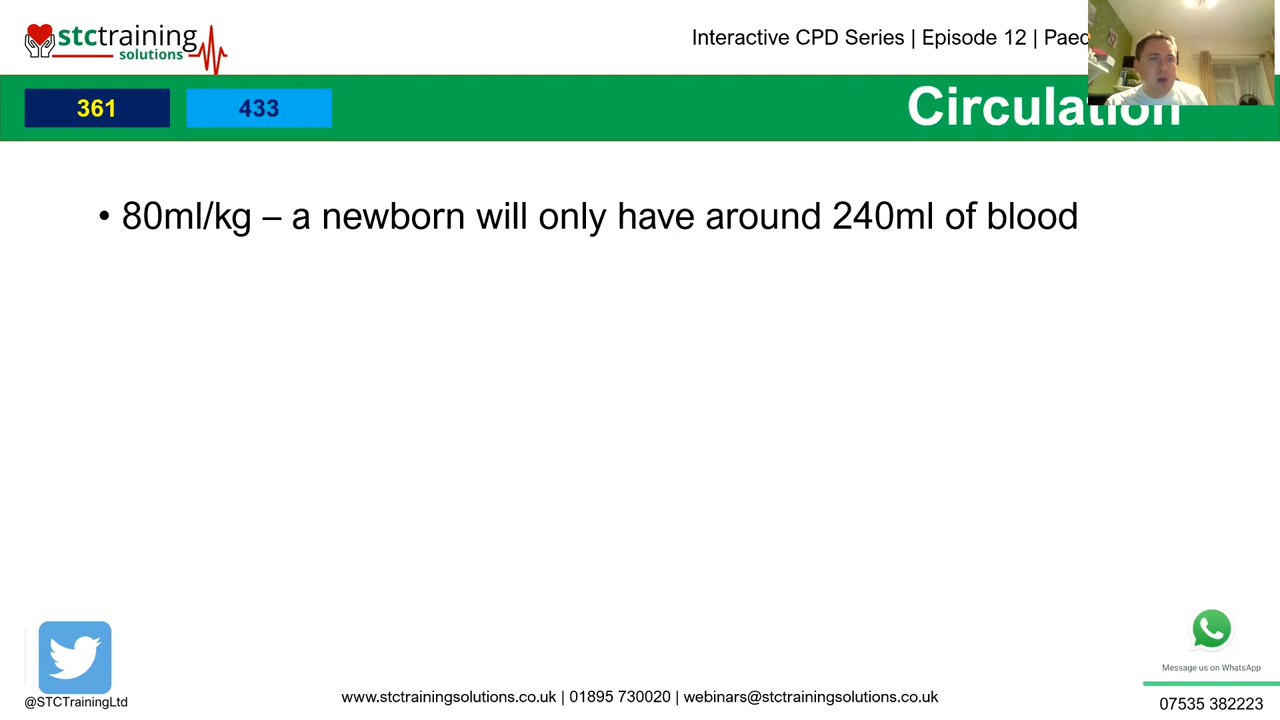 stctraining
solutions
Interactive CPD Series | Episode 12 |
361
433
Circulation
• 80ml/kg – a newborn will only have around 240ml of blood
@STCTrainingLtd
www.stctrainingsolutions.co.uk | 01895 730020 | webinars@stctrainingsolutions.co.uk
Message us on WhatsApp
07535 382223